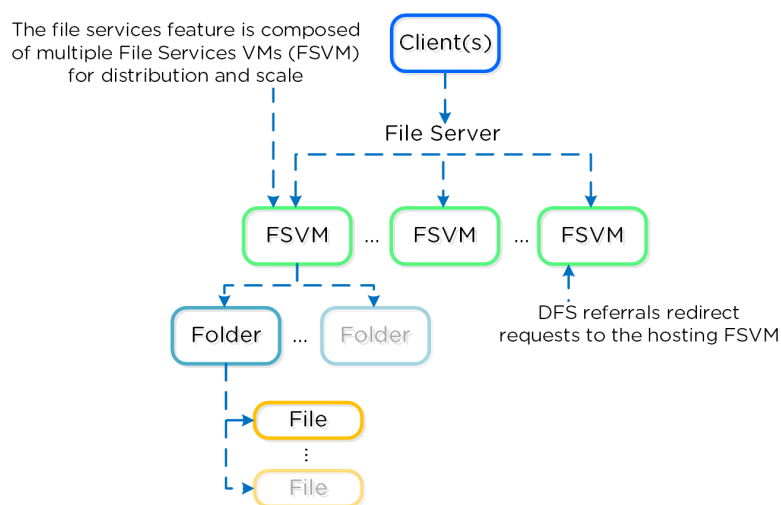 The file services feature is composed
of multiple File Services VMs (FSVM)
for distribution and scale
Client(s)
File Server
FSVM
...
FSVM
...
FSVM
DFS referrals redirect
requests to the hosting FSVM
Folder
...
Folder
File
...
File